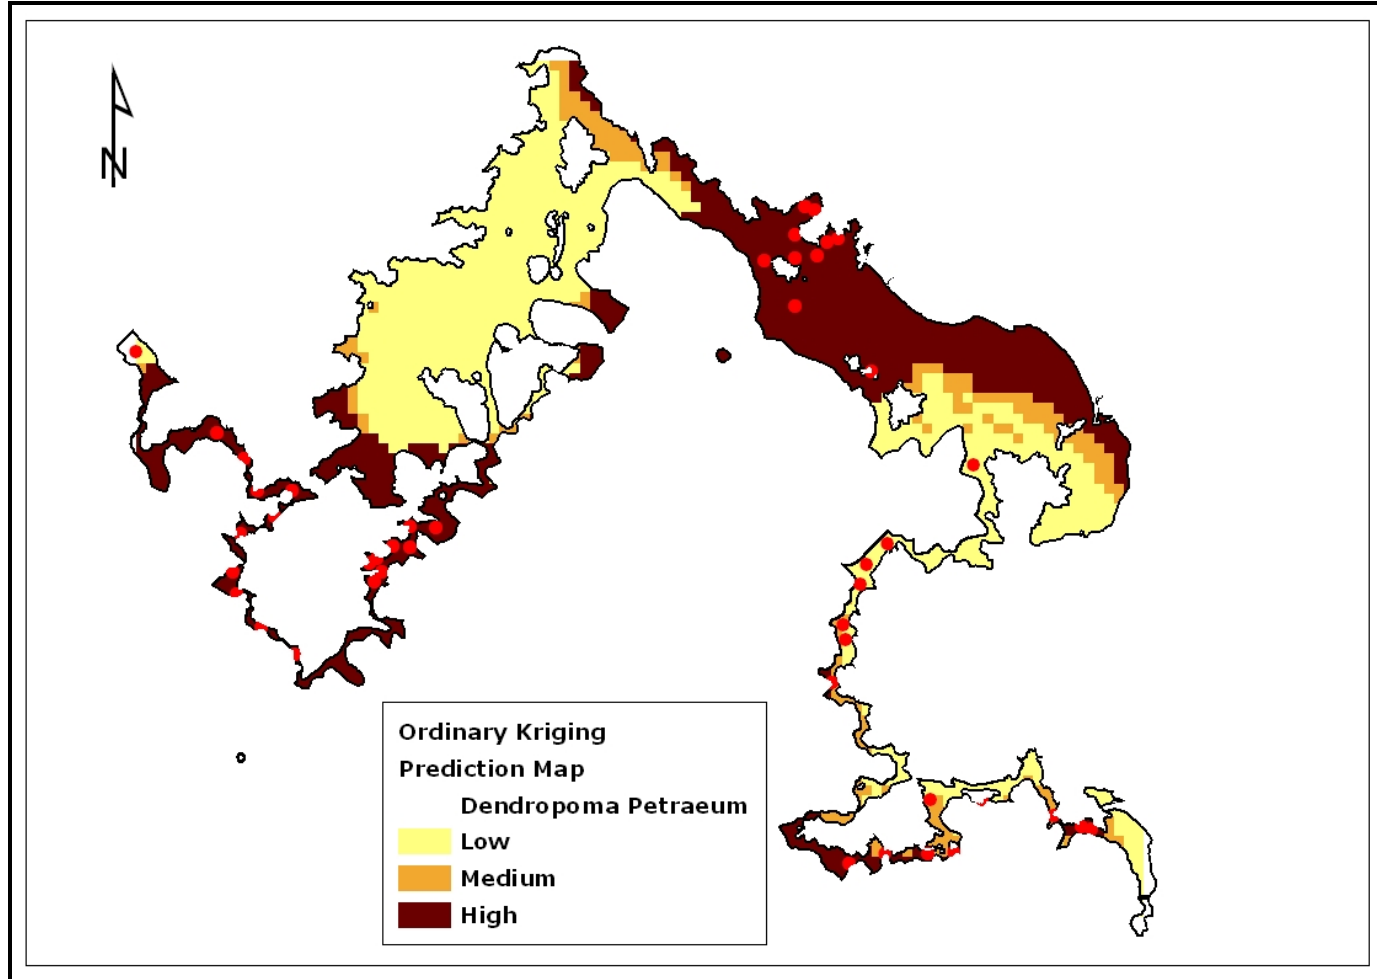 N
Ordinary Kriging
Prediction Map
Dendropoma Petraeum
Low
Medium
High